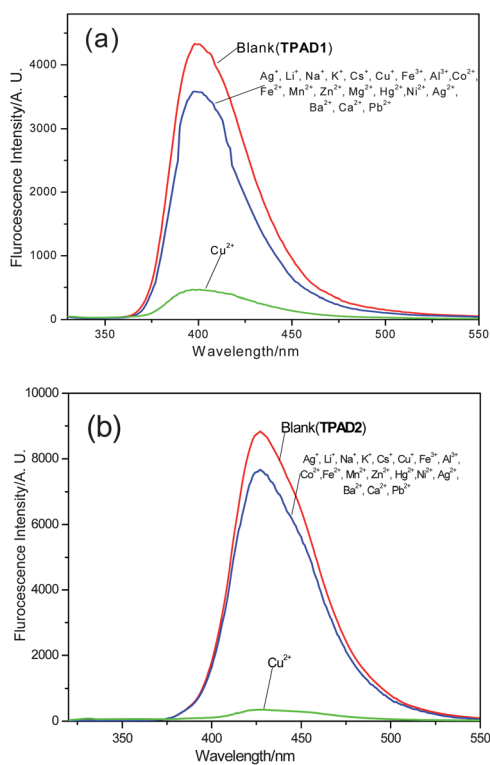 (a)
Blank(TPAD1)
Ag⁺, Li⁺, Na⁺, K⁺, Cs⁺, Cu⁺, Fe³⁺, Al³⁺,Co²⁺,
Fe²⁺, Mn²⁺, Zn²⁺, Mg²⁺, Hg²⁺,Ni²⁺, Ag²⁺,
Ba²⁺, Ca²⁺, Pb²⁺
Cu²⁺
Flurocescence Intensity/A. U.
4000
3000
2000
1000
0
350
400
450
500
550
Wavelength/nm
(b)
Blank(TPAD2)
Ag⁺, Li⁺, Na⁺, K⁺, Cs⁺, Cu⁺, Fe³⁺, Al³⁺,
Co²⁺,Fe²⁺, Mn²⁺, Zn²⁺, Hg²⁺,Ni²⁺, Ag²⁺,
Ba²⁺, Ca²⁺, Pb²⁺
Cu²⁺
Flurocescence Intensity/A. U.
10000
8000
6000
4000
2000
0
350
400
450
500
550
Wavelength/nm